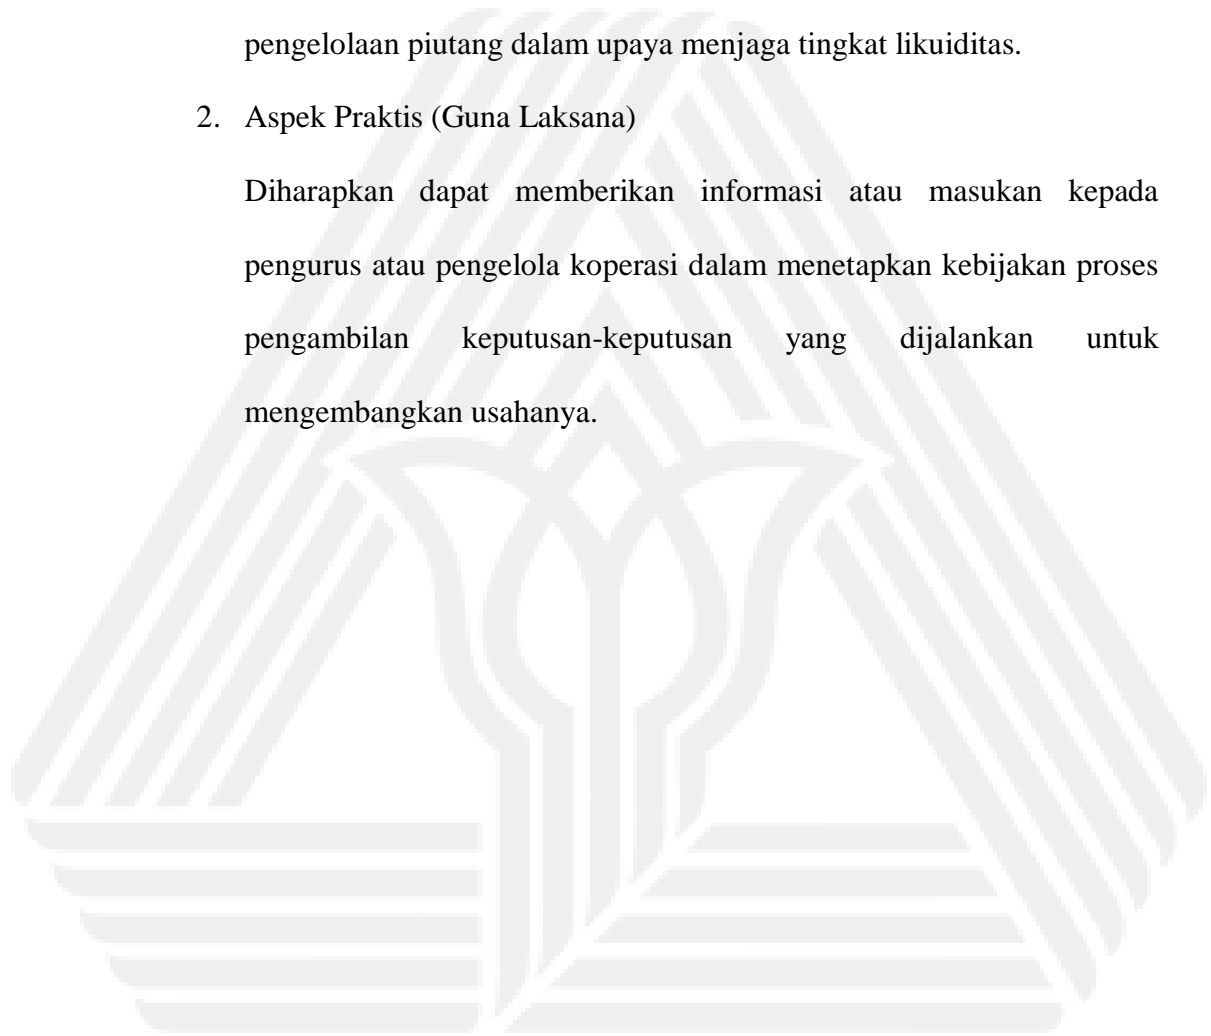 pengelolaan piutang dalam upaya menjaga tingkat likuiditas.
2. Aspek Praktis (Guna Laksana)
Diharapkan dapat memberikan informasi atau masukan kepada
pengurus atau pengelola koperasi dalam menetapkan kebijakan proses
pengambilan keputusan-keputusan yang dijalankan untuk
mengembangkan usahanya.